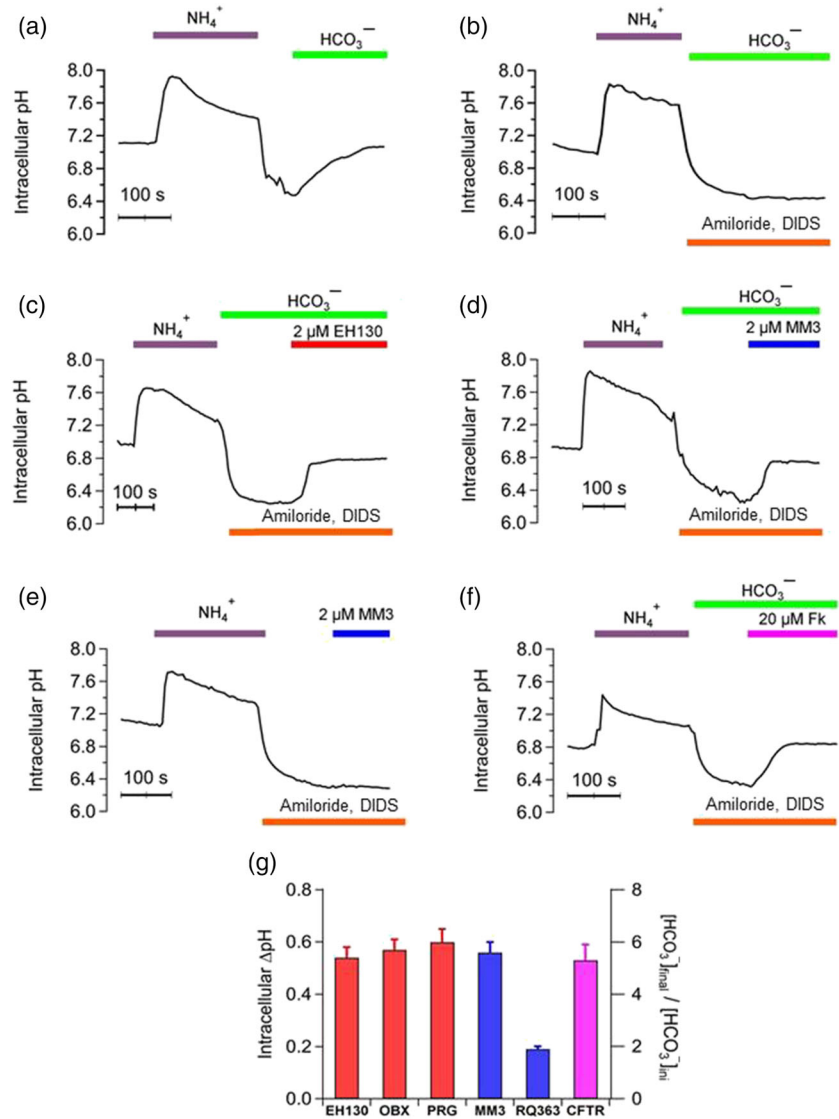 (a)
NH₄⁺
HCO₃⁻
Intracellular pH
8.0
7.6
7.2
6.8
6.4
6.0
100 s
(b)
NH₄⁺
HCO₃⁻
Intracellular pH
8.0
7.6
7.2
6.8
6.4
6.0
100 s
Amiloride, DIDS
(c)
HCO₃⁻
NH₄⁺
2 µM EH130
Intracellular pH
8.0
7.6
7.2
6.8
6.4
6.0
100 s
Amiloride, DIDS
(d)
HCO₃⁻
NH₄⁺
2 µM MM3
Intracellular pH
8.0
7.6
7.2
6.8
6.4
6.0
100 s
Amiloride, DIDS
(e)
NH₄⁺
2 µM MM3
Intracellular pH
8.0
7.6
7.2
6.8
6.4
6.0
100 s
Amiloride, DIDS
(f)
HCO₃⁻
NH₄⁺
20 µM Fk
Intracellular pH
8.0
7.6
7.2
6.8
6.4
6.0
100 s
Amiloride, DIDS
(g)
Intracellular ΔpH
0.8
0.6
0.4
0.2
0.0
8
6
4
2
0
[HCO₃⁻]final / [HCO₃⁻]ini
EH130 OBX PRG MM3 RQ363 CFTR